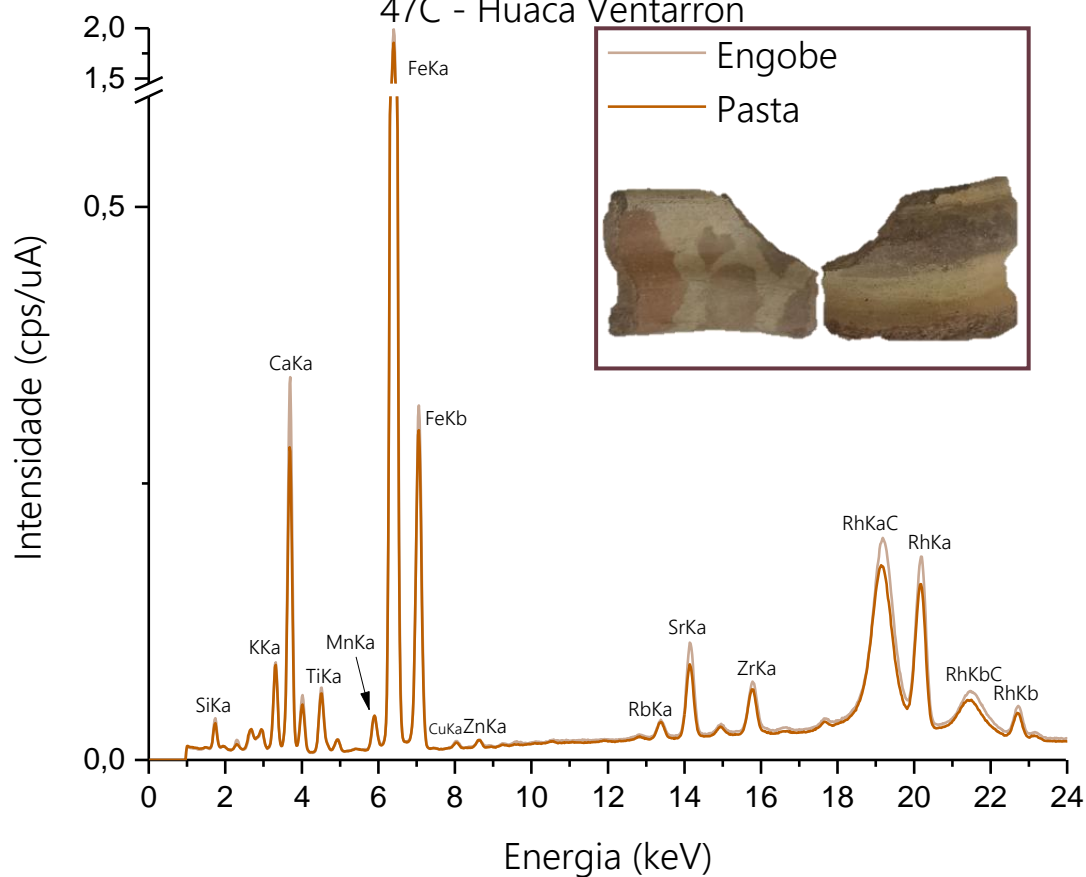 47C - Huaca Ventarron
2,0
1,5
0,5
0,0
Intensidade (cps/uA)
Engobe
Pasta
FeKa
CaKa
FeKb
RhKaC
RhKa
SrKa
MnKa
KKa
TiKa
ZrKa
RhKbC
RhKb
SiKa
RbKa
CuKa
ZnKa
0 2 4 6 8 10 12 14 16 18 20 22 24
Energia (keV)